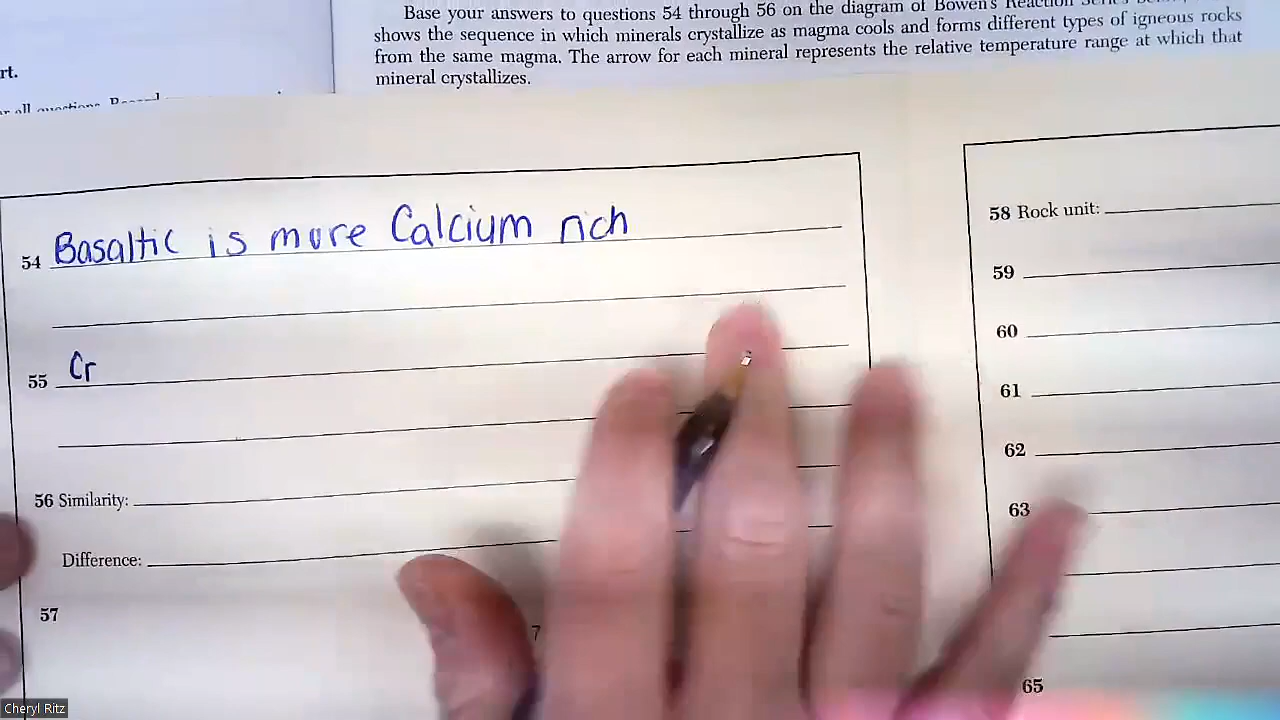 Base your answers to questions 54 through 56 on the diagram of Bowen's Reaction Series
shows the sequence in which minerals crystallize as magma cools and forms different types of igneous rocks
from the same magma. The arrow for each mineral represents the relative temperature range at which that
mineral crystallizes.
rt.
54 Basaltic is more Calcium rich
55 Cr
56 Similarity:
Difference:
57
7
58 Rock unit:
59
60
61
62
63
65
Cheryl Ritz